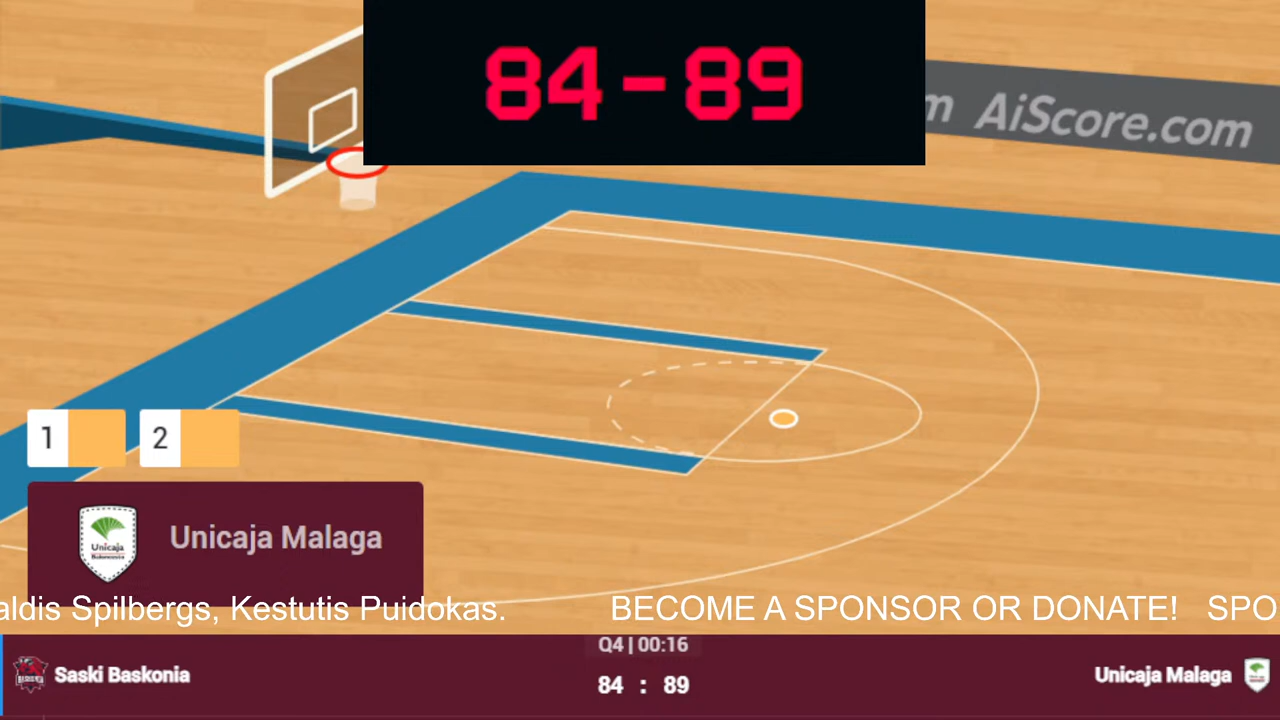 84-89
m AiScore.com
1 2
Unicaja
Unicaja Malaga
aldis Spilbergs, Kestutis Puidokas. BECOME A SPONSOR OR DONATE! SPO
Q4 | 00:16
Saski Baskonia
84 : 89
Unicaja Malaga